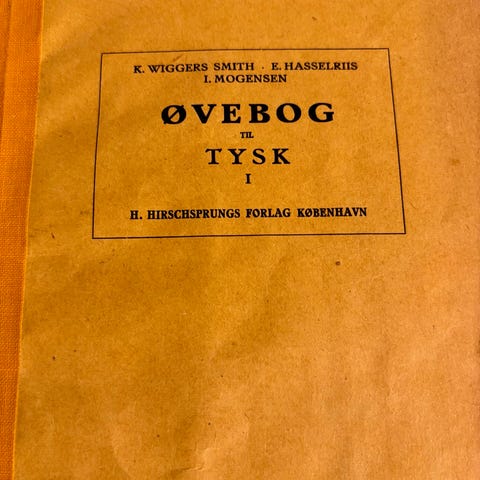 K. WIGGERS SMITH · E. HASSELRIIS
I. MOGENSEN
ØVEBOG
TIL
TYSK
I
H. HIRSCHSPRUNGS FORLAG KØBENHAVN